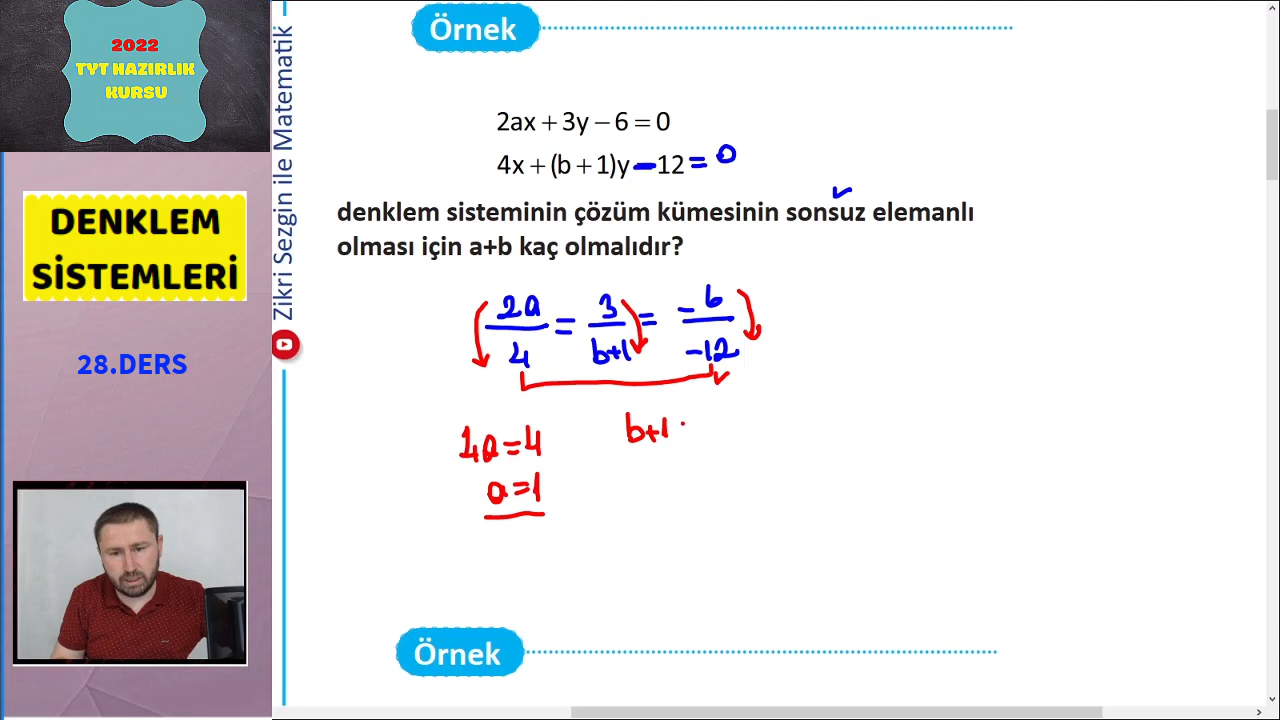 2022
TYT HAZIRLIK
KURSU
DENKLEM
SİSTEMLERİ
28.DERS
Zikri Sezgin ile Matematik
Örnek
2ax + 3y − 6 = 0
4x + (b + 1)y − 12 = 0
denklem sisteminin çözüm kümesinin sonsuz elemanlı
olması için a+b kaç olmalıdır?
2a/4 = 3/b+1 = -6/-12
4a=4
b+1
a=1
Örnek